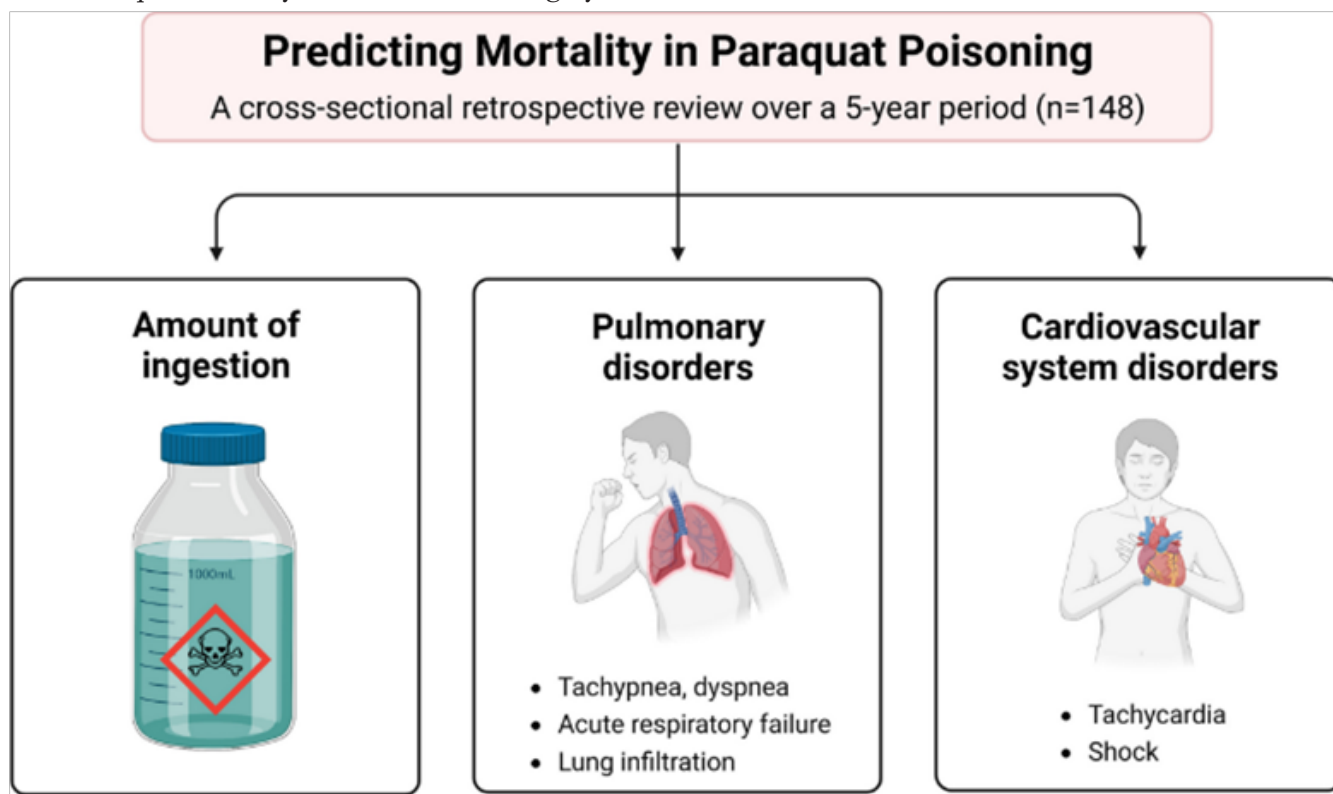 Predicting Mortality in Paraquat Poisoning
A cross-sectional retrospective review over a 5-year period (n=148)
Amount of
ingestion
1000mL
Pulmonary
disorders
• Tachypnea, dyspnea
• Acute respiratory failure
• Lung infiltration
Cardiovascular
system disorders
• Tachycardia
• Shock